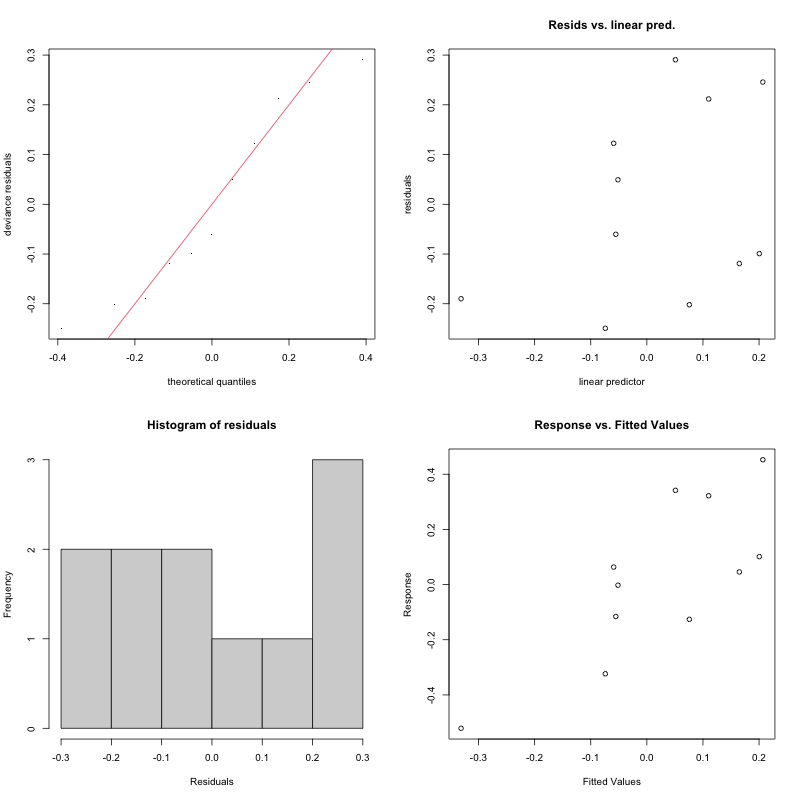 deviance residuals
0.3
0.2
0.1
0.0
-0.1
-0.2
-0.4 -0.2 0.0 0.2 0.4
theoretical quantiles
Resids vs. linear pred.
residuals
0.3
0.2
0.1
0.0
-0.1
-0.2
-0.3 -0.2 -0.1 0.0 0.1 0.2
linear predictor
Histogram of residuals
Frequency
3
2
1
0
-0.3 -0.2 -0.1 0.0 0.1 0.2 0.3
Residuals
Response vs. Fitted Values
Response
0.4
0.2
0.0
-0.2
-0.4
-0.3 -0.2 -0.1 0.0 0.1 0.2
Fitted Values